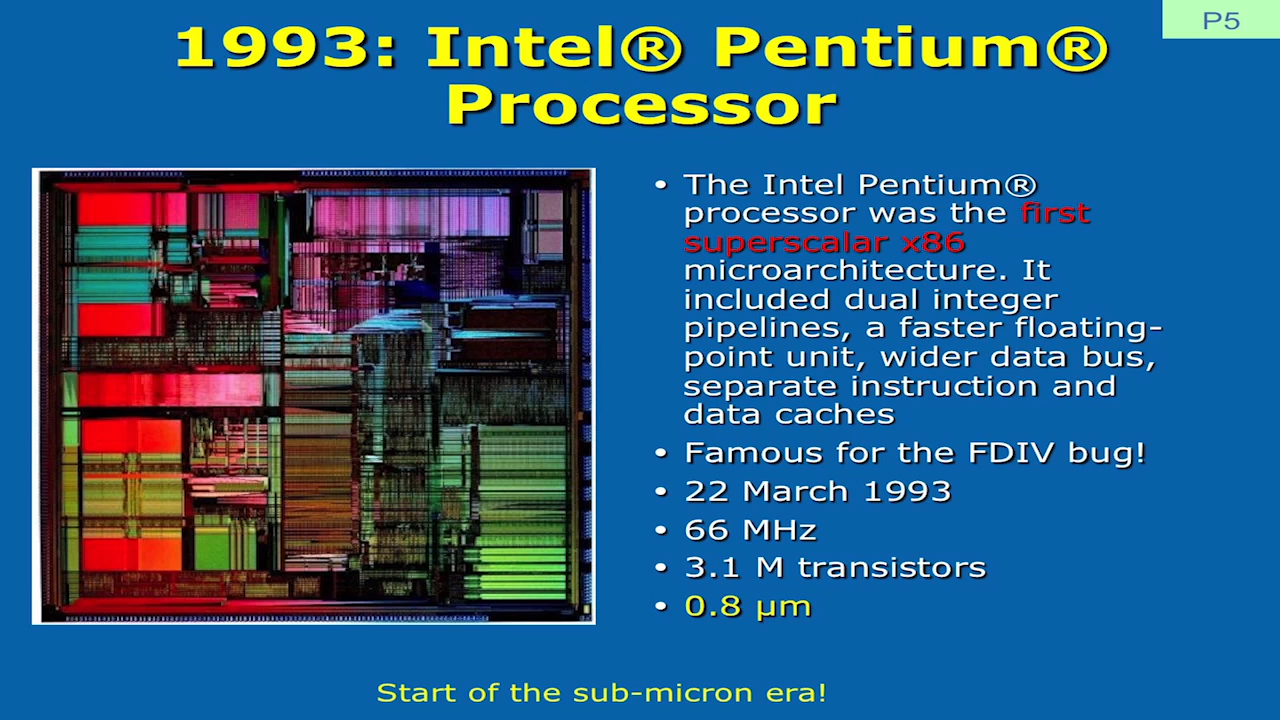 P5
1993: Intel® Pentium®
Processor
• The Intel Pentium®
processor was the first
superscalar x86
microarchitecture. It
included dual integer
pipelines, a faster floating-
point unit, wider data bus,
separate instruction and
data caches
• Famous for the FDIV bug!
• 22 March 1993
• 66 MHz
• 3.1 M transistors
• 0.8 µm
Start of the sub-micron era!